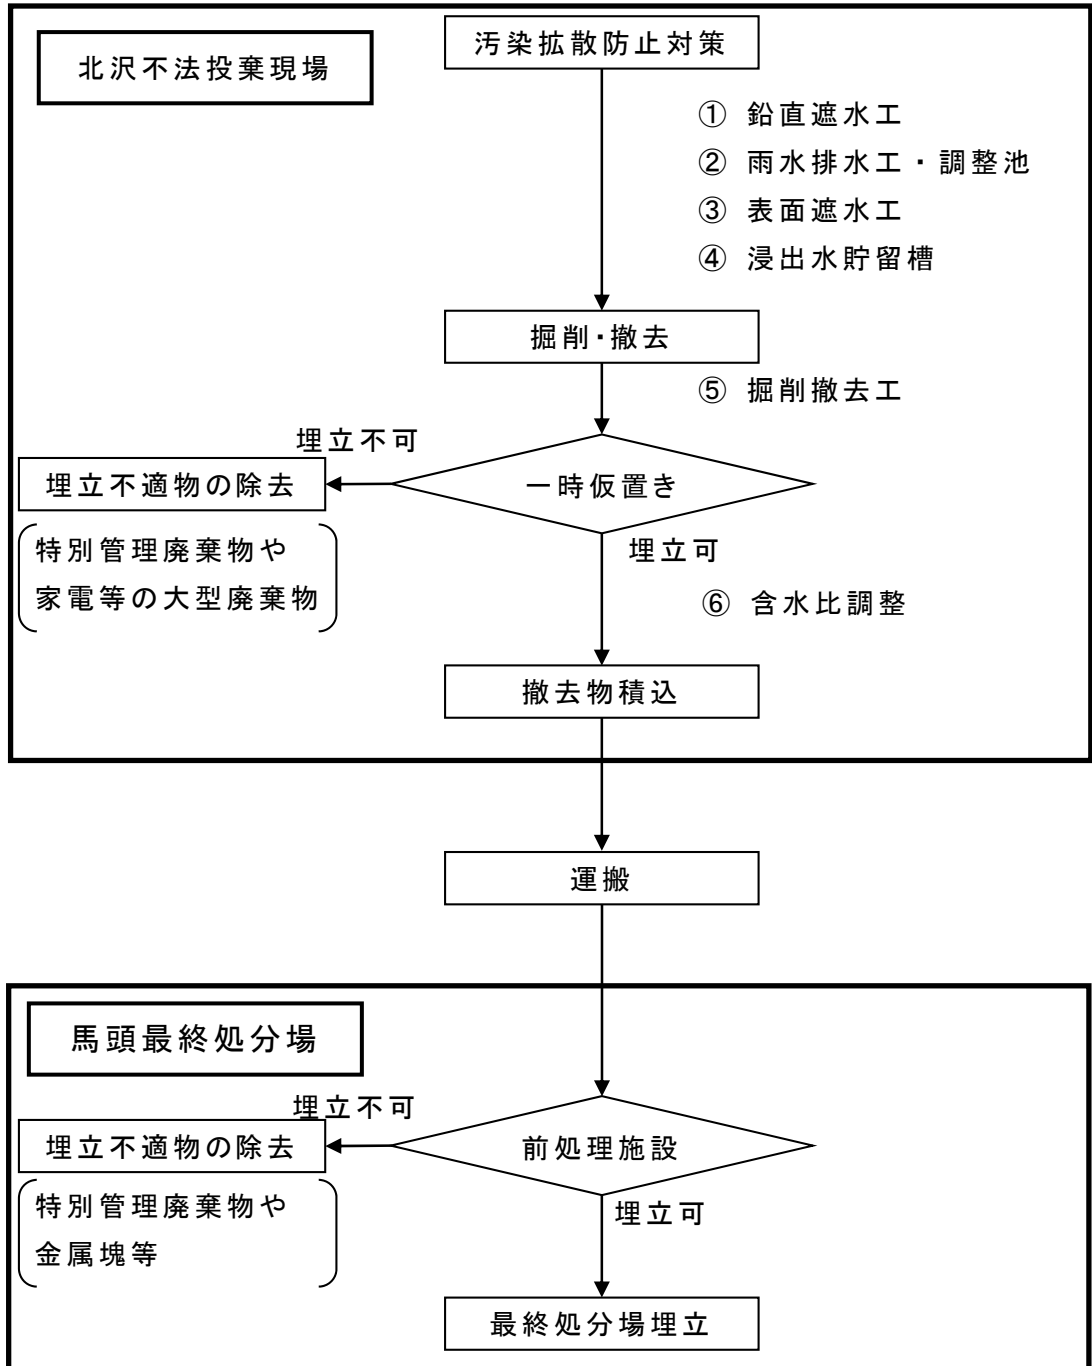 北沢不法投棄現場
汚染拡散防止対策
① 鉛直遮水工
② 雨水排水工・調整池
③ 表面遮水工
④ 浸出水貯留槽
掘削・撤去
⑤ 掘削撤去工
埋立不可
埋立不適物の除去
一時仮置き
特別管理廃棄物や
家電等の大型廃棄物
埋立可
⑥ 含水比調整
撤去物積込
運搬
馬頭最終処分場
埋立不可
埋立不適物の除去
前処理施設
特別管理廃棄物や
金属塊等
埋立可
最終処分場埋立